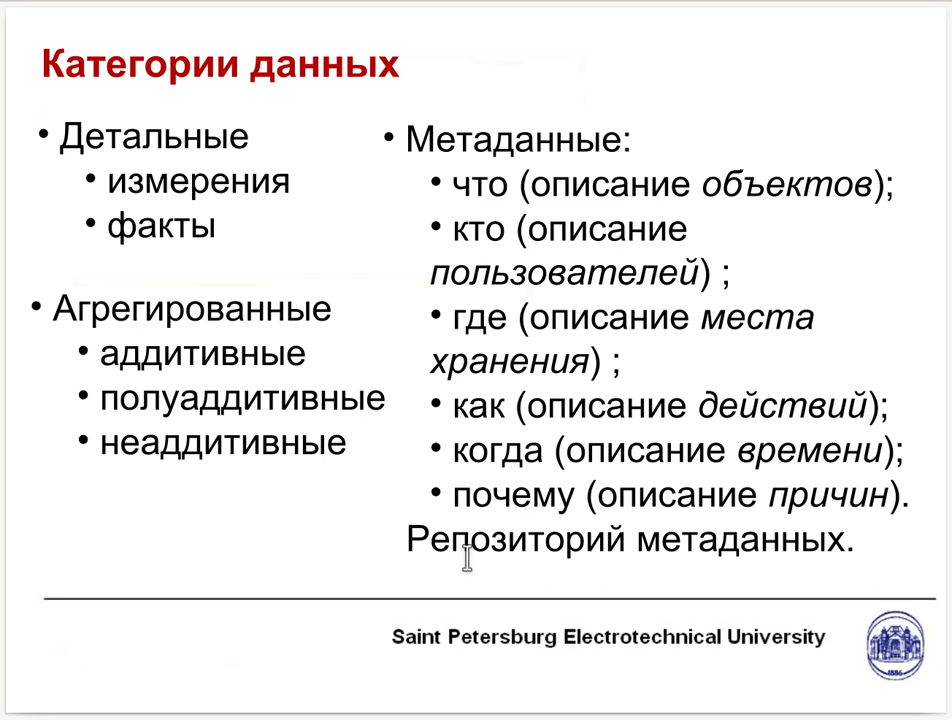 Категории данных
• Детальные
• измерения
• факты
• Агрегированные
• аддитивные
• полуаддитивные
• неаддитивные
• Метаданные:
• что (описание объектов);
• кто (описание
пользователей) ;
• где (описание места
хранения) ;
• как (описание действий);
• когда (описание времени);
• почему (описание причин).
Репозиторий метаданных.
Saint Petersburg Electrotechnical University
1886